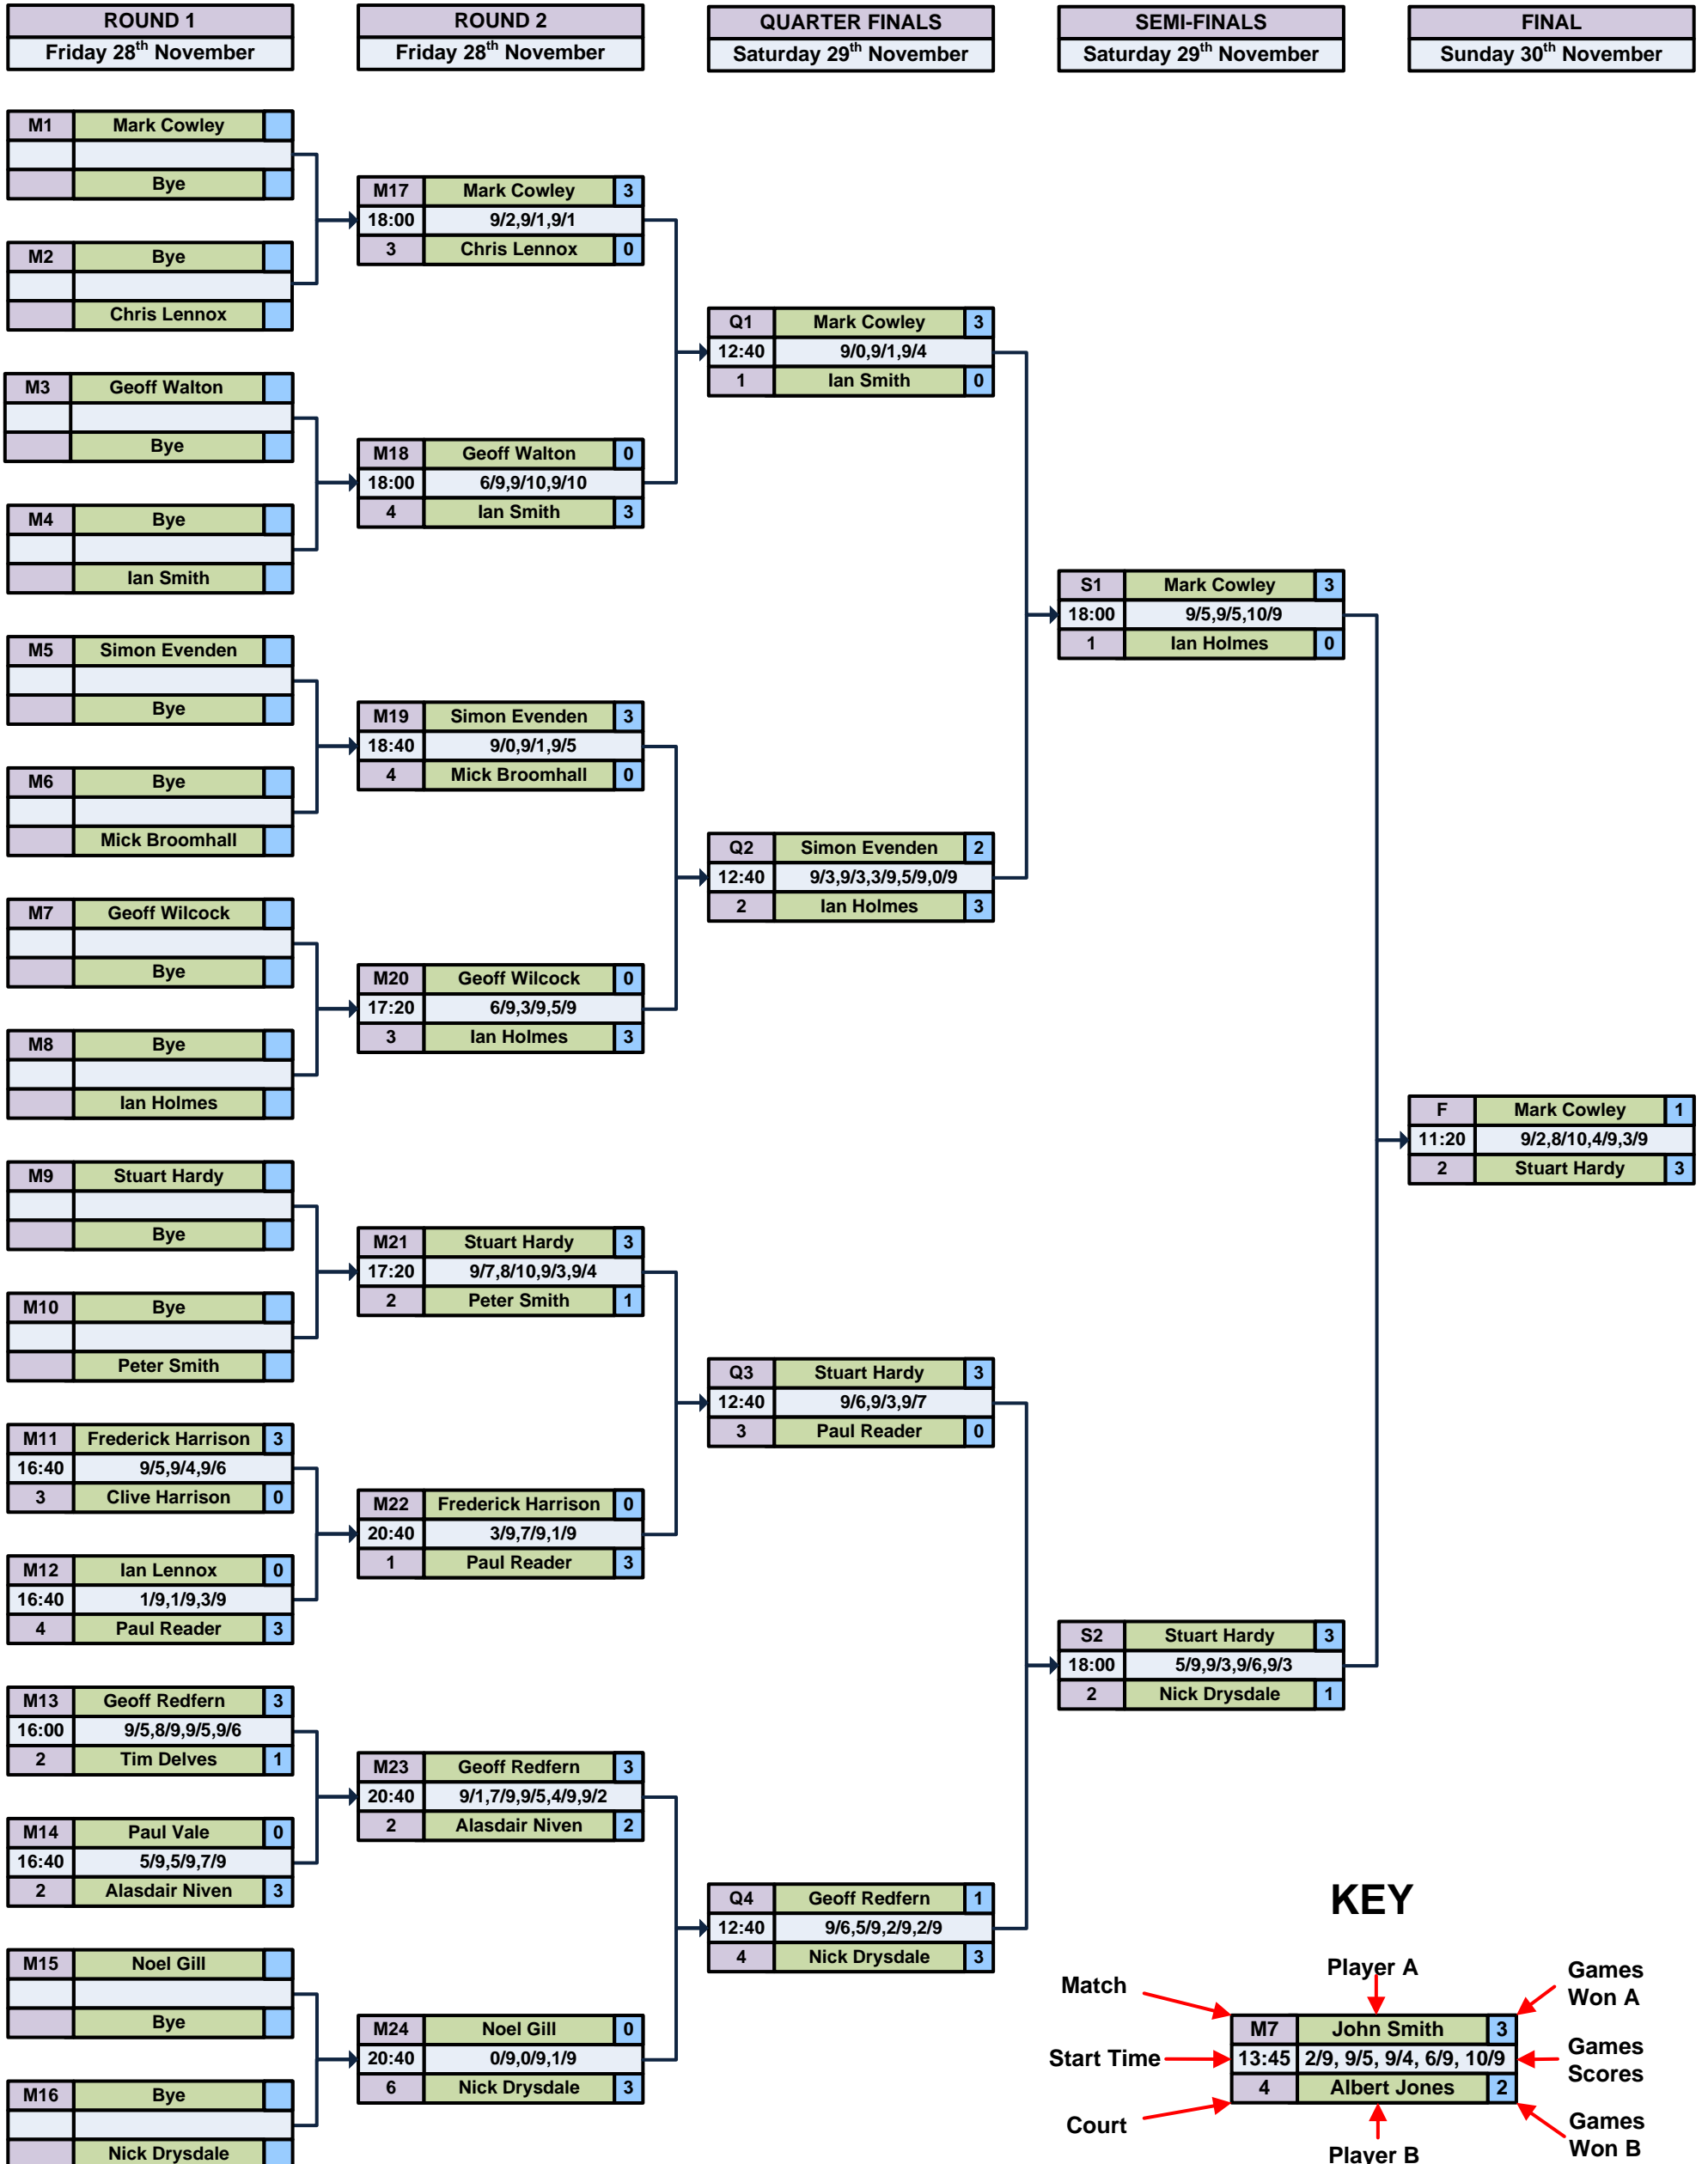 ROUND 1
Friday 28th November
ROUND 2
Friday 28th November
QUARTER FINALS
Saturday 29th November
SEMI-FINALS
Saturday 29th November
FINAL
Sunday 30th November
M1 Mark Cowley
Bye
M2 Bye
Chris Lennox
M3 Geoff Walton
Bye
M4 Bye
Ian Smith
M5 Simon Evenden
Bye
M6 Bye
Mick Broomhall
M7 Geoff Wilcock
Bye
M8 Bye
Ian Holmes
M9 Stuart Hardy
Bye
M10 Bye
Peter Smith
M11 Frederick Harrison 3
16:40 9/5,9/4,9/6
3 Clive Harrison 0
M12 Ian Lennox 0
16:40 1/9,1/9,3/9
4 Paul Reader 3
M13 Geoff Redfern 3
16:00 9/5,8/9,9/5,9/6
2 Tim Delves 1
M14 Paul Vale 0
16:40 5/9,5/9,7/9
2 Alasdair Niven 3
M15 Noel Gill
Bye
M16 Bye
Nick Drysdale
M17 Mark Cowley 3
18:00 9/2,9/1,9/1
3 Chris Lennox 0
M18 Geoff Walton 0
18:00 6/9,9/10,9/10
4 Ian Smith 3
M19 Simon Evenden 3
18:40 9/0,9/1,9/5
4 Mick Broomhall 0
M20 Geoff Wilcock 0
17:20 6/9,3/9,5/9
3 Ian Holmes 3
M21 Stuart Hardy 3
17:20 9/7,8/10,9/3,9/4
2 Peter Smith 1
M22 Frederick Harrison 0
20:40 3/9,7/9,1/9
1 Paul Reader 3
M23 Geoff Redfern 3
20:40 9/1,7/9,9/5,4/9,9/2
2 Alasdair Niven 2
M24 Noel Gill 0
20:40 0/9,0/9,1/9
6 Nick Drysdale 3
Q1 Mark Cowley 3
12:40 9/0,9/1,9/4
1 Ian Smith 0
Q2 Simon Evenden 2
12:40 9/3,9/3,3/9,5/9,0/9
2 Ian Holmes 3
Q3 Stuart Hardy 3
12:40 9/6,9/3,9/7
3 Paul Reader 0
Q4 Geoff Redfern 1
12:40 9/6,5/9,2/9,2/9
4 Nick Drysdale 3
S1 Mark Cowley 3
18:00 9/5,9/5,10/9
1 Ian Holmes 0
S2 Stuart Hardy 3
18:00 5/9,9/3,9/6,9/3
2 Nick Drysdale 1
F Mark Cowley 1
11:20 9/2,8/10,4/9,3/9
2 Stuart Hardy 3
KEY
Match
Player A
Games
Won A
M7 John Smith 3
Start Time
13:45 2/9, 9/5, 9/4, 6/9, 10/9
Games
Scores
4 Albert Jones 2
Court
Player B
Games
Won B